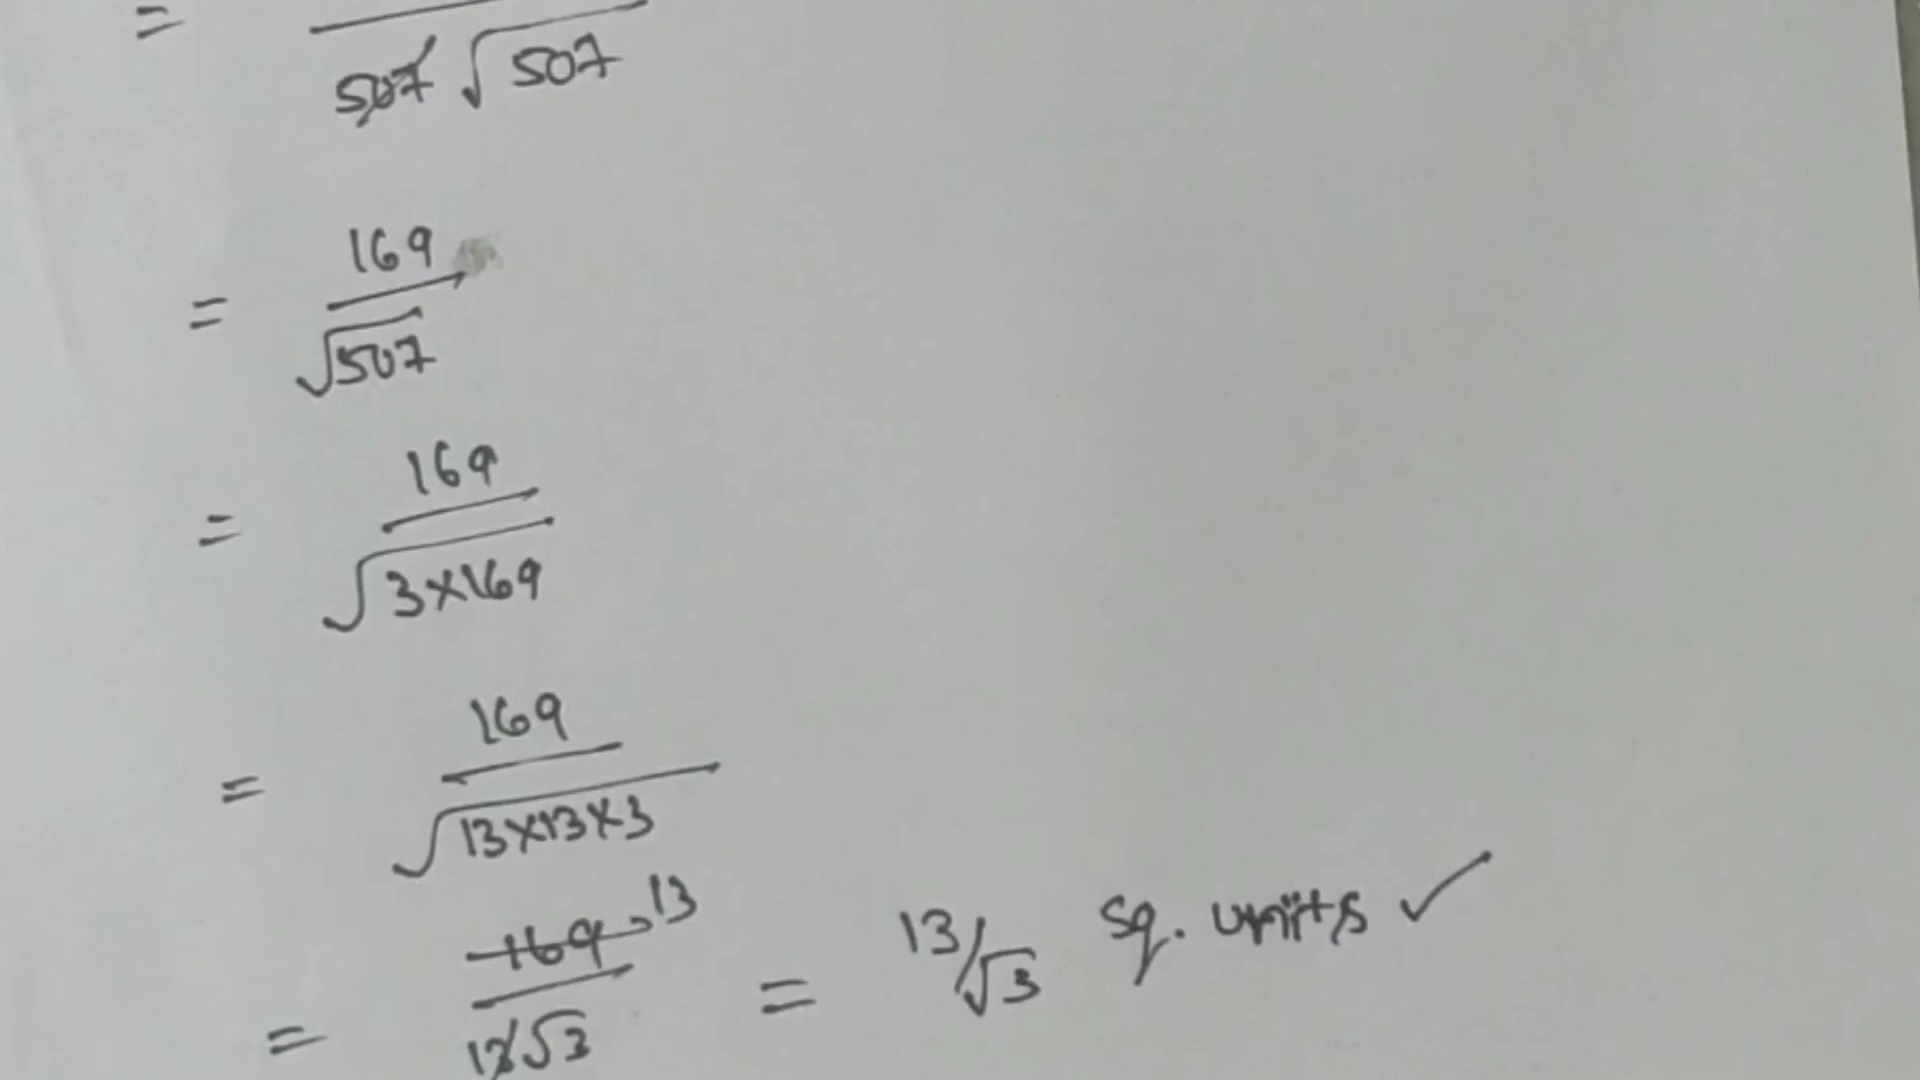 = 507 √507
= 169 / √507
= 169 / √3×169
= 169 / √13×13×3
= 169 13 / 13√3 = 13/√3 sq. units ✓